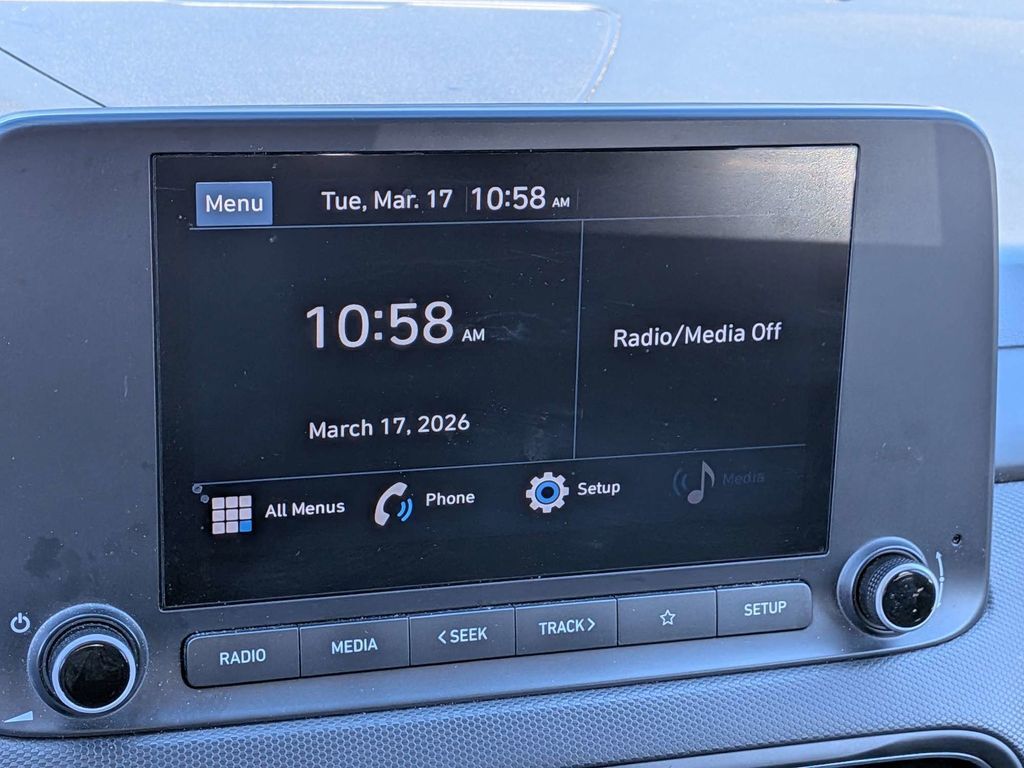 Menu Tue, Mar. 17 10:58 AM
10:58 AM
Radio/Media Off
March 17, 2026
All Menus Phone Setup Media
RADIO MEDIA < SEEK TRACK > SETUP